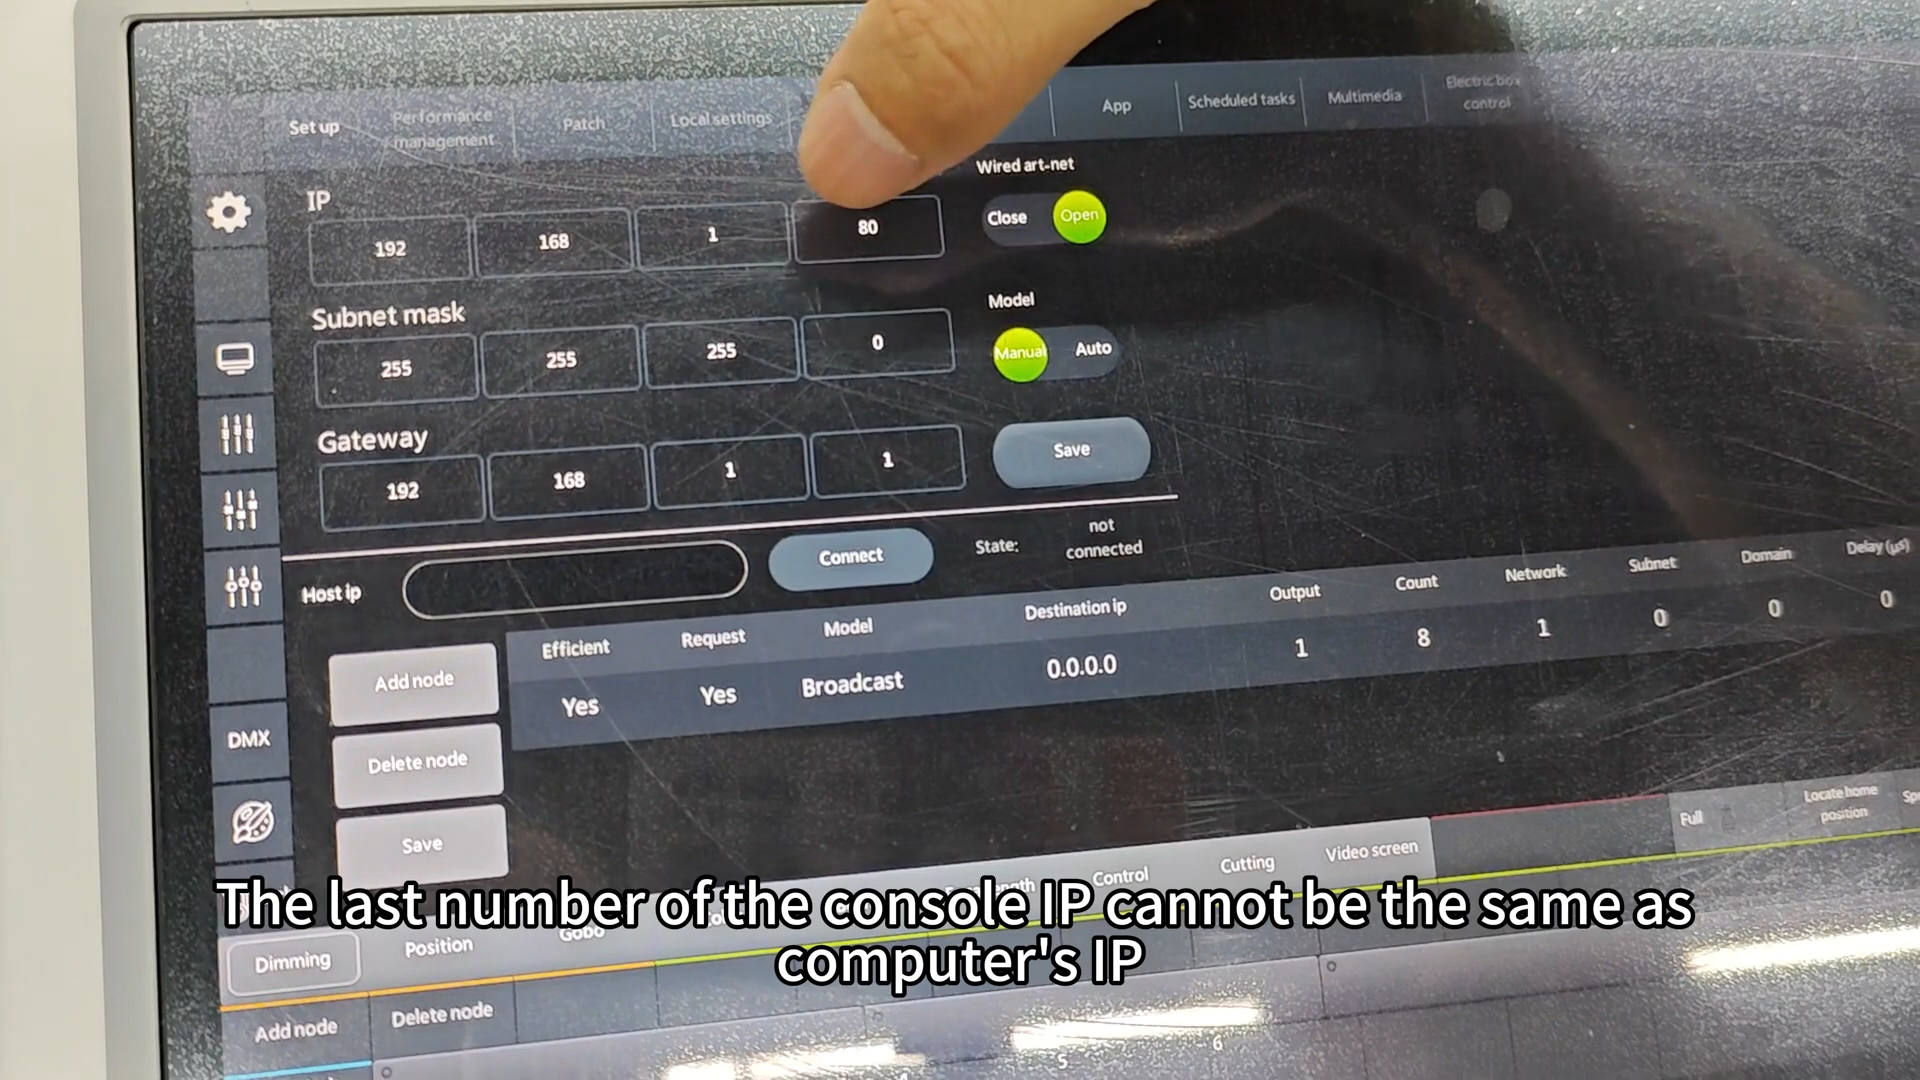 Set up
Performance
management
Patch
Local settings
App
Scheduled tasks
Multimedia
Electric box
control
IP
192 168 1 80
Wired art-net
Close Open
Subnet mask
255 255 255 0
Model
Manual Auto
Gateway
192 168 1 1
Save
Host ip
Connect
State:
not
connected
Add node
Delete node
Save
Efficient Request Model Destination ip Output Count Network Subnet Domain Delay (µs)
Yes Yes Broadcast 0.0.0.0 1 8 1 0 0 0
DMX
Full
Locate home
position
Control
Cutting
Video screen
The last number of the console IP cannot be the same as
computer's IP
Dimming
Position
Gobo
Add node
Delete node
5
6